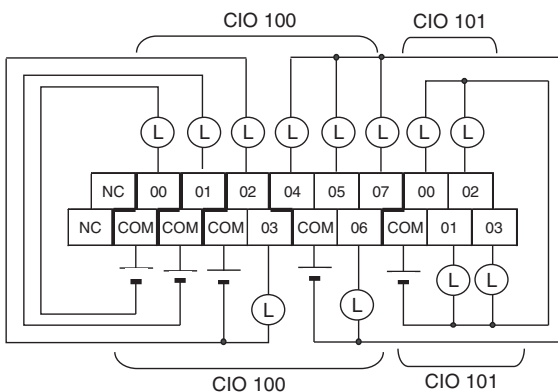 CIO 100 CIO 101
L L L L L L L L
NC 00 01 02 04 05 07 00 02
NC COM COM COM 03 COM 06 COM 01 03
L L L L
CIO 100 CIO 101